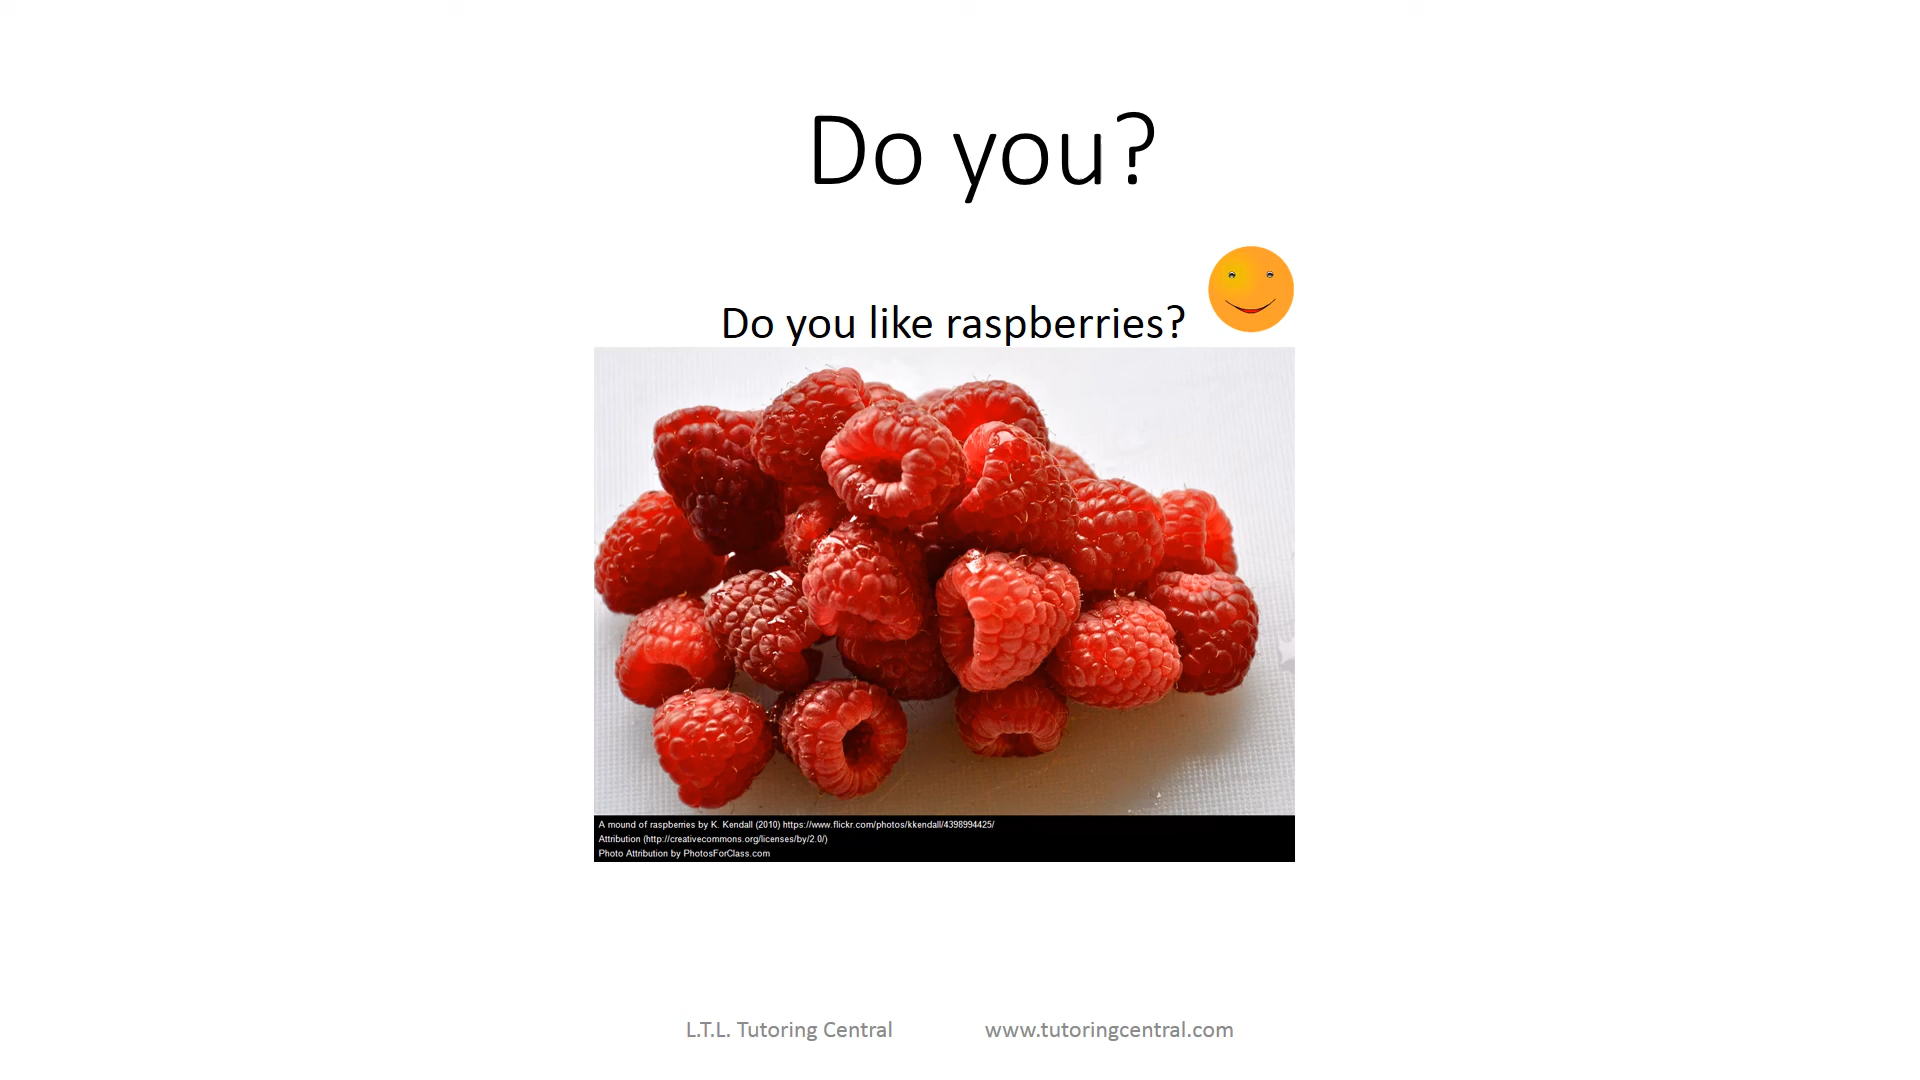 Do you?
Do you like raspberries?
A mound of raspberries by K. Kendall (2010) https://www.flickr.com/photos/kkendall/4398994425/
Attribution (http://creativecommons.org/licenses/by/2.0/)
Photo Attribution by PhotosForClass.com
L.T.L. Tutoring Central www.tutoringcentral.com